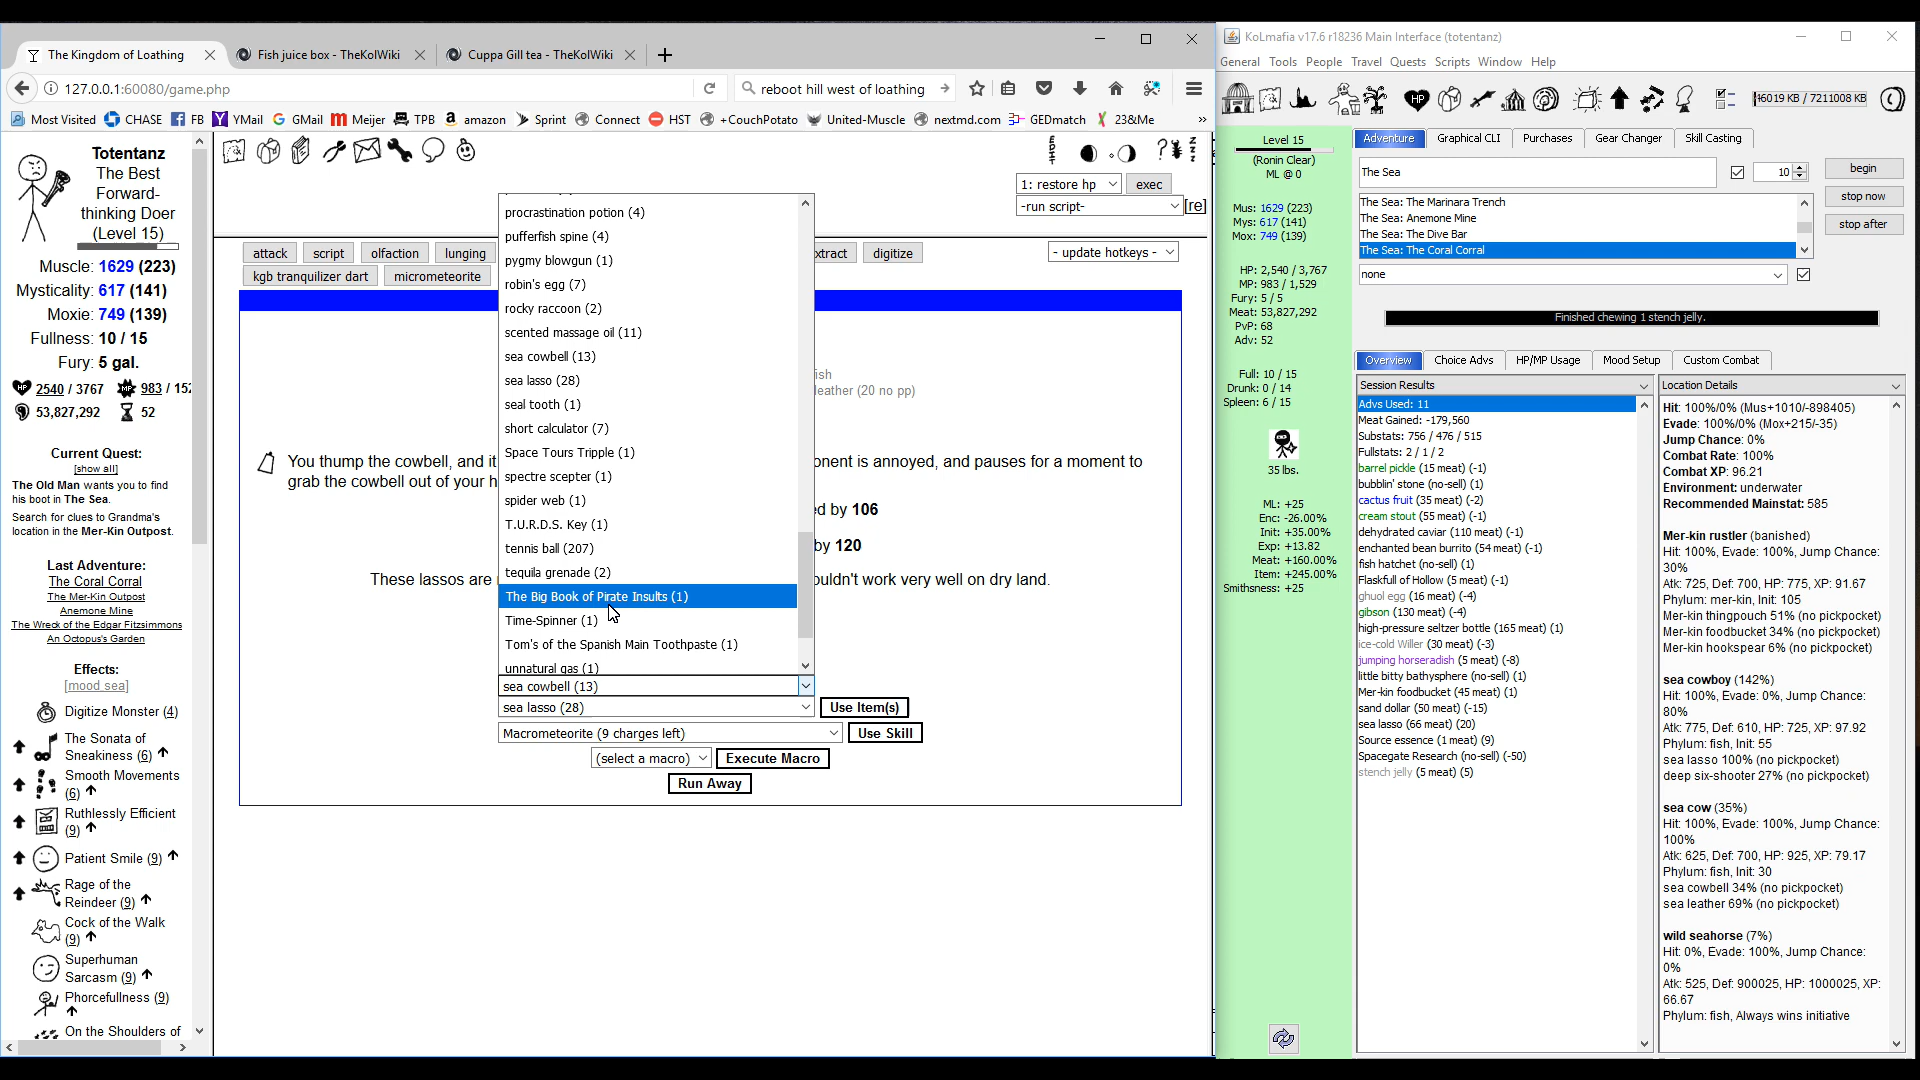 The Kingdom of Loathing
Fish juice box - TheKolWiki
Cuppa Gill tea - TheKolWiki
127.0.0.1:60080/game.php
reboot hill west of loathing
Most Visited
CHASE
FB
YMail
GMail
Meijer
TPB
amazon
Sprint
Connect
HST
+CouchPotato
United-Muscle
nextmd.com
GEDmatch
23&Me
Totentanz
The Best
Forward-
thinking Doer
(Level 15)
Muscle: 1629 (223)
Mysticality: 617 (141)
Moxie: 749 (139)
Fullness: 10 / 15
Fury: 5 gal.
2540 / 3767
983 / 152
53,827,292
52
Current Quest:
[show all]
The Old Man wants you to find
his boot in The Sea.
Search for clues to Grandma's
location in the Mer-Kin Outpost.
Last Adventure:
The Coral Corral
The Mer-Kin Outpost
Anemone Mine
The Wreck of the Edgar Fitzsimmons
An Octopus's Garden
Effects:
[mood sea]
Digitize Monster (4)
The Sonata of
Sneakiness (6)
Smooth Movements
(6)
Ruthlessly Efficient
(9)
Patient Smile (9)
Rage of the
Reindeer (9)
Cock of the Walk
(9)
Superhuman
Sarcasm (9)
Phorcefullness (9)
On the Shoulders of
EDIT
1: restore hp
exec
-run script-
[re]
attack
script
olfaction
lunging
xtract
digitize
- update hotkeys -
kgb tranquilizer dart
micrometeorite
ish
leather (20 no pp)
You thump the cowbell, and it
onent is annoyed, and pauses for a moment to
grab the cowbell out of your h
ed by 106
by 120
These lassos are
uldn't work very well on dry land.
procrastination potion (4)
pufferfish spine (4)
pygmy blowgun (1)
robin's egg (7)
rocky raccoon (2)
scented massage oil (11)
sea cowbell (13)
sea lasso (28)
seal tooth (1)
short calculator (7)
Space Tours Tripple (1)
spectre scepter (1)
spider web (1)
T.U.R.D.S. Key (1)
tennis ball (207)
tequila grenade (2)
The Big Book of Pirate Insults (1)
Time-Spinner (1)
Tom's of the Spanish Main Toothpaste (1)
unnatural gas (1)
sea cowbell (13)
sea lasso (28)
Use Item(s)
Macrometeorite (9 charges left)
Use Skill
(select a macro)
Execute Macro
Run Away
KoLmafia v17.6 r18236 Main Interface (totentanz)
General Tools People Travel Quests Scripts Window Help
46019 KB / 7211008 KB
Level 15
(Ronin Clear)
ML @ 0
Mus: 1629 (223)
Mys: 617 (141)
Mox: 749 (139)
HP: 2,540 / 3,767
MP: 983 / 1,529
Fury: 5 / 5
Meat: 53,827,292
PvP: 68
Adv: 52
Full: 10 / 15
Drunk: 0 / 14
Spleen: 6 / 15
35 lbs.
ML: +25
Enc: -26.00%
Init: +35.00%
Exp: +13.82
Meat: +160.00%
Item: +245.00%
Smithsness: +25
Adventure
Graphical CLI
Purchases
Gear Changer
Skill Casting
The Sea
10
begin
stop now
stop after
The Sea: The Marinara Trench
The Sea: Anemone Mine
The Sea: The Dive Bar
The Sea: The Coral Corral
none
Finished chewing 1 stench jelly.
Overview
Choice Advs
HP/MP Usage
Mood Setup
Custom Combat
Session Results
Advs Used: 11
Meat Gained: -179,560
Substats: 756 / 476 / 515
Fullstats: 2 / 1 / 2
barrel pickle (15 meat) (-1)
bubblin' stone (no-sell) (1)
cactus fruit (35 meat) (-2)
cream stout (55 meat) (-1)
dehydrated caviar (110 meat) (-1)
enchanted bean burrito (54 meat) (-1)
fish hatchet (no-sell) (1)
Flaskfull of Hollow (5 meat) (-1)
ghuol egg (16 meat) (-4)
gibson (130 meat) (-4)
high-pressure seltzer bottle (165 meat) (1)
ice-cold Willer (30 meat) (-3)
jumping horseradish (5 meat) (-8)
little bitty bathysphere (no-sell) (1)
Mer-kin foodbucket (45 meat) (1)
sand dollar (50 meat) (-15)
sea lasso (66 meat) (20)
Source essence (1 meat) (9)
Spacegate Research (no-sell) (-50)
stench jelly (5 meat) (5)
Location Details
Hit: 100%/0% (Mus+1010/-898405)
Evade: 100%/0% (Mox+215/-35)
Jump Chance: 0%
Combat Rate: 100%
Combat XP: 96.21
Environment: underwater
Recommended Mainstat: 585
Mer-kin rustler (banished)
Hit: 100%, Evade: 100%, Jump Chance:
30%
Atk: 725, Def: 700, HP: 775, XP: 91.67
Phylum: mer-kin, Init: 105
Mer-kin thingpouch 51% (no pickpocket)
Mer-kin foodbucket 34% (no pickpocket)
Mer-kin hookspear 6% (no pickpocket)
sea cowboy (142%)
Hit: 100%, Evade: 0%, Jump Chance:
80%
Atk: 775, Def: 610, HP: 725, XP: 97.92
Phylum: fish, Init: 55
sea lasso 100% (no pickpocket)
deep six-shooter 27% (no pickpocket)
sea cow (35%)
Hit: 100%, Evade: 100%, Jump Chance:
100%
Atk: 625, Def: 700, HP: 925, XP: 79.17
Phylum: fish, Init: 30
sea cowbell 34% (no pickpocket)
sea leather 69% (no pickpocket)
wild seahorse (7%)
Hit: 0%, Evade: 100%, Jump Chance:
0%
Atk: 525, Def: 900025, HP: 1000025, XP:
66.67
Phylum: fish, Always wins initiative